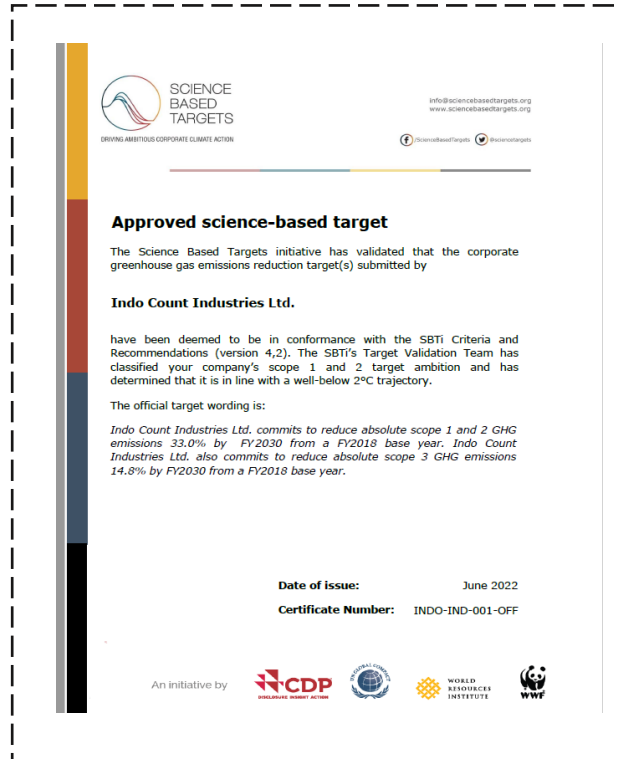 SCIENCE
BASED
TARGETS
DRIVING AMBITIOUS CORPORATE CLIMATE ACTION
info@sciencebasedtargets.org
www.sciencebasedtargets.org
/ScienceBasedTargets @sciencetargets
Approved science-based target
The Science Based Targets initiative has validated that the corporate
greenhouse gas emissions reduction target(s) submitted by
Indo Count Industries Ltd.
have been deemed to be in conformance with the SBTi Criteria and
Recommendations (version 4,2). The SBTi's Target Validation Team has
classified your company's scope 1 and 2 target ambition and has
determined that it is in line with a well-below 2°C trajectory.
The official target wording is:
Indo Count Industries Ltd. commits to reduce absolute scope 1 and 2 GHG
emissions 33.0% by FY2030 from a FY2018 base year. Indo Count
Industries Ltd. also commits to reduce absolute scope 3 GHG emissions
14.8% by FY2030 from a FY2018 base year.
Date of issue: June 2022
Certificate Number: INDO-IND-001-OFF
An initiative by
CDP
DISCLOSURE INSIGHT ACTION
UN GLOBAL COMPACT
WORLD
RESOURCES
INSTITUTE
WWF